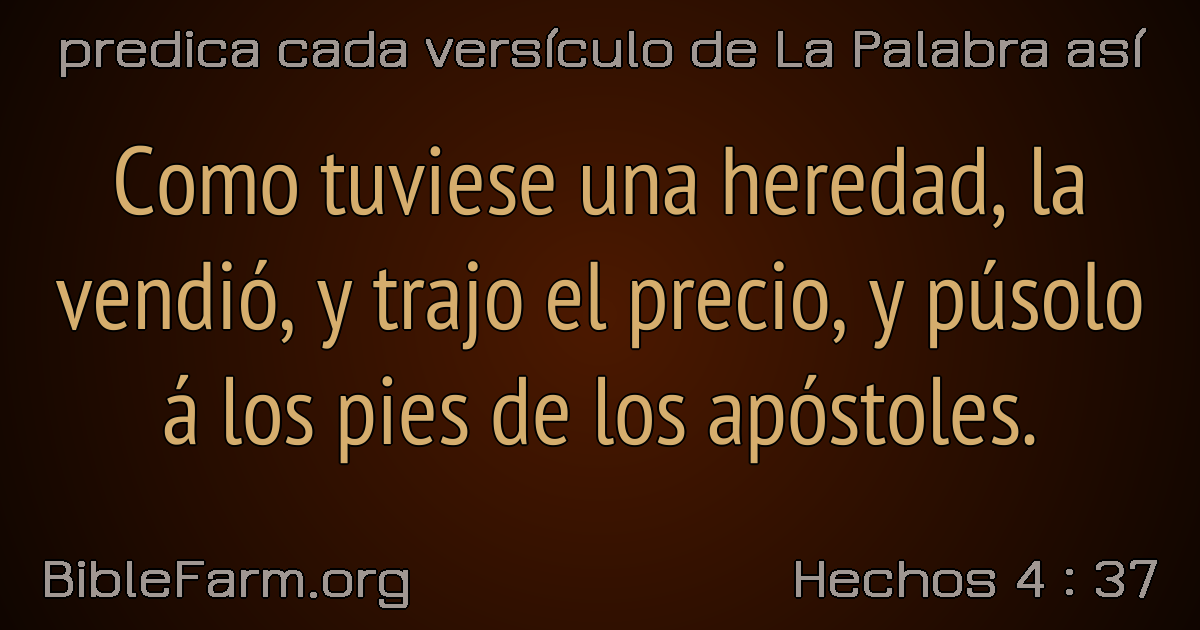 predica cada versículo de La Palabra así
Como tuviese una heredad, la
vendió, y trajo el precio, y púsolo
á los pies de los apóstoles.
BibleFarm.org
Hechos 4 : 37